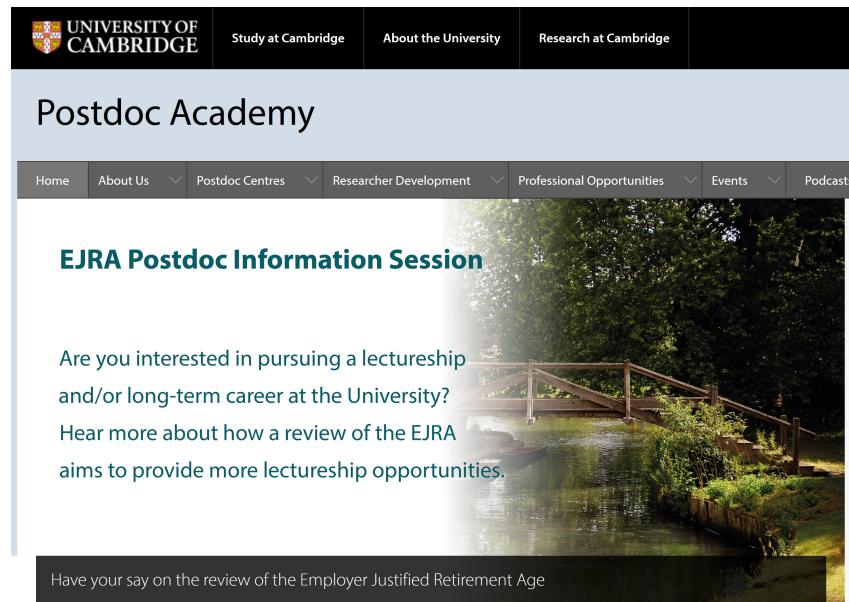 UNIVERSITY OF
CAMBRIDGE
Study at Cambridge
About the University
Research at Cambridge
Postdoc Academy
Home
About Us
Postdoc Centres
Researcher Development
Professional Opportunities
Events
Podcast
EJRA Postdoc Information Session
Are you interested in pursuing a lectureship
and/or long-term career at the University?
Hear more about how a review of the EJRA
aims to provide more lectureship opportunities.
Have your say on the review of the Employer Justified Retirement Age